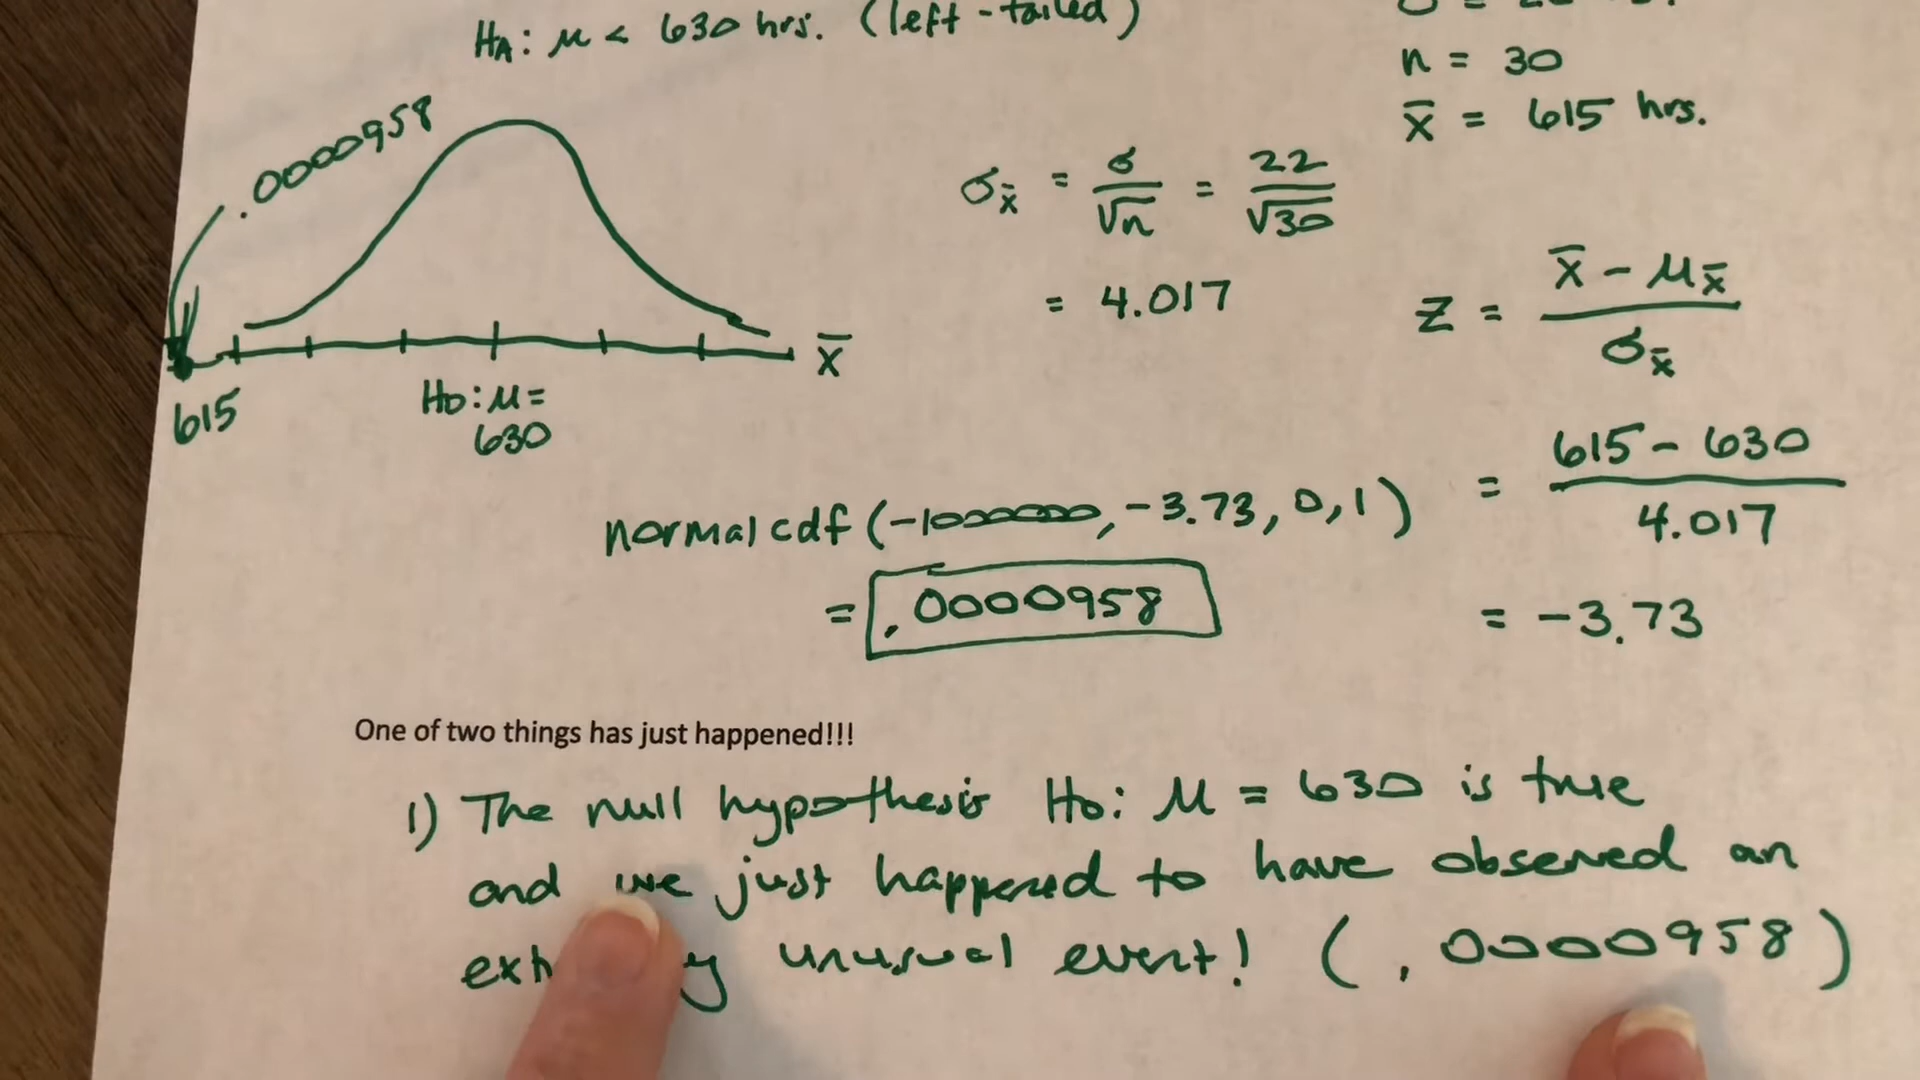 HA: μ < 630 hrs. (left-tailed)
n = 30
x̄ = 615 hrs.
.0000958
σx̄ = σ/√n = 22/√30
= 4.017
z = (x̄ - μx̄)/σx̄
x̄
615
Ho: μ =
630
= (615 - 630)/4.017
normalcdf(-1000000, -3.73, 0, 1)
= .0000958
= -3.73
One of two things has just happened!!!
1) The null hypothesis Ho: μ = 630 is true
and we just happened to have observed an
unusual event! (.0000958)